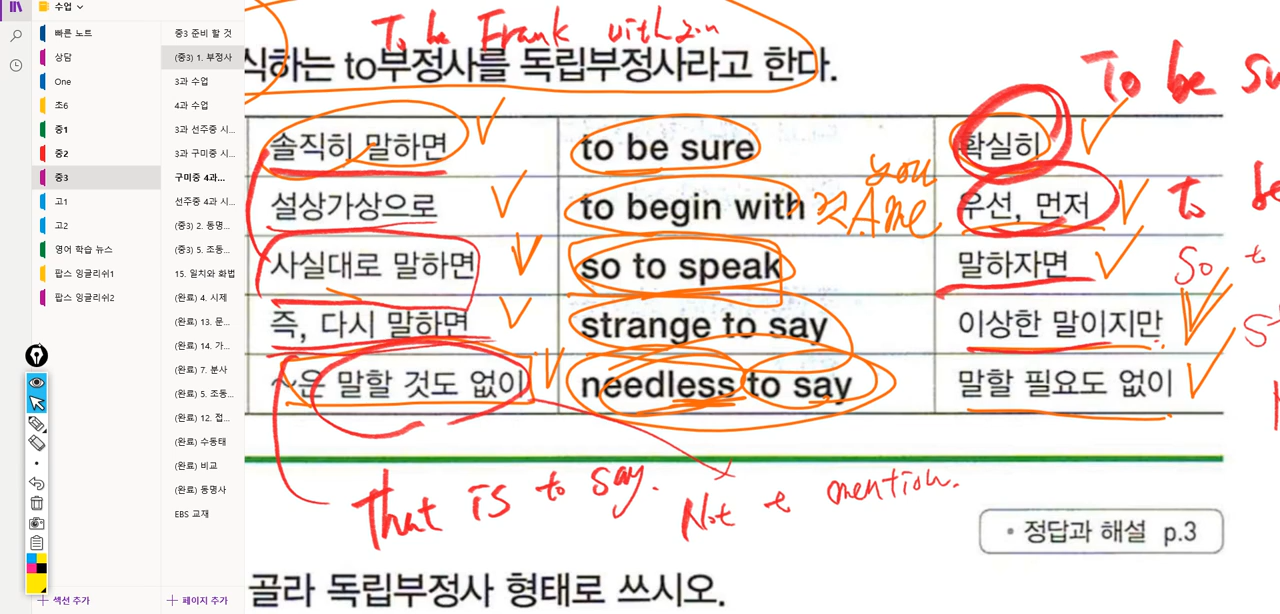 수업
빠른 노트
상담
One
초6
중1
중2
중3
고1
고2
영어 학습 뉴스
팝스 잉글리쉬1
팝스 잉글리쉬2
섹션 추가
중3 준비 할 것
(중3) 1. 부정사
3과 수업
4과 수업
3과 선주중 시...
3과 구미중 시...
구미중 4과...
선주중 4과 시...
(중3) 2. 동명...
(중3) 5. 조동...
15. 일치와 화법
(완료) 4. 시제
(완료) 13. 문...
(완료) 14. 가...
(완료) 7. 분사
(완료) 5. 조동...
(완료) 12. 접...
(완료) 수동태
(완료) 비교
(완료) 동명사
EBS 교재
페이지 추가
To be Frank with
식하는 to부정사를 독립부정사라고 한다.
To be su
솔직히 말하면 to be sure 확실히
you
설상가상으로 to begin with 우선, 먼저 to be
사실대로 말하면 so to speak 말하자면 So t
즉, 다시 말하면 strange to say 이상한 말이지만 st
~은 말할 것도 없이 needless to say 말할 필요도 없이
That is to say.
Not to mention.
• 정답과 해설 p.3
골라 독립부정사 형태로 쓰시오.